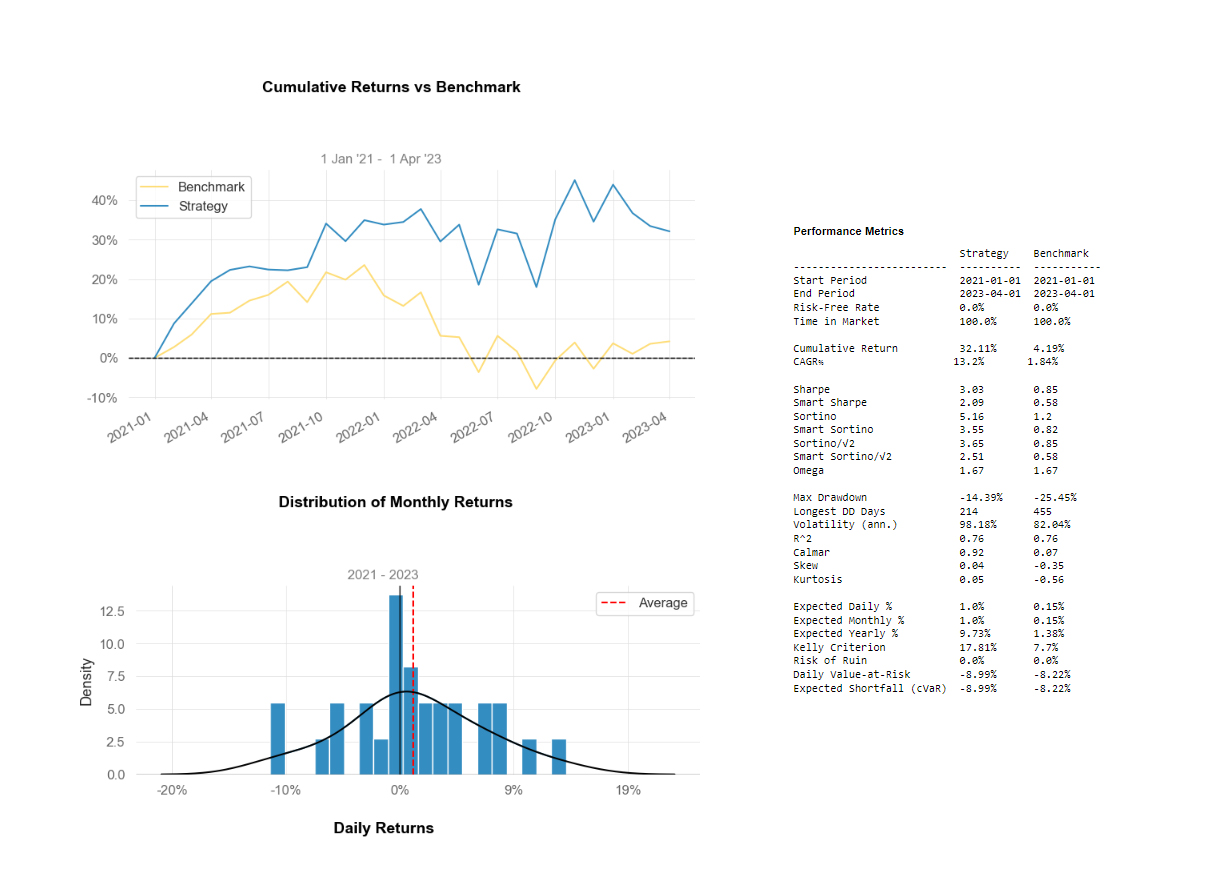 Cumulative Returns vs Benchmark
1 Jan '21 -  1 Apr '23
Benchmark
Strategy
40%
30%
20%
10%
0%
-10%
2021-01
2021-04
2021-07
2021-10
2022-01
2022-04
2022-07
2022-10
2023-01
2023-04
Distribution of Monthly Returns
2021 - 2023
Average
Density
12.5
10.0
7.5
5.0
2.5
0.0
-20%
-10%
0%
9%
19%
Daily Returns
Performance Metrics
Strategy Benchmark
------------------------- ---------- -----------
Start Period 2021-01-01 2021-01-01
End Period 2023-04-01 2023-04-01
Risk-Free Rate 0.0% 0.0%
Time in Market 100.0% 100.0%
Cumulative Return 32.11% 4.19%
CAGR﹪ 13.2% 1.84%
Sharpe 3.03 0.85
Smart Sharpe 2.09 0.58
Sortino 5.16 1.2
Smart Sortino 3.55 0.82
Sortino/√2 3.65 0.85
Smart Sortino/√2 2.51 0.58
Omega 1.67 1.67
Max Drawdown -14.39% -25.45%
Longest DD Days 214 455
Volatility (ann.) 98.18% 82.04%
R^2 0.76 0.76
Calmar 0.92 0.07
Skew 0.04 -0.35
Kurtosis 0.05 -0.56
Expected Daily % 1.0% 0.15%
Expected Monthly % 1.0% 0.15%
Expected Yearly % 9.73% 1.38%
Kelly Criterion 17.81% 7.7%
Risk of Ruin 0.0% 0.0%
Daily Value-at-Risk -8.99% -8.22%
Expected Shortfall (cVaR) -8.99% -8.22%